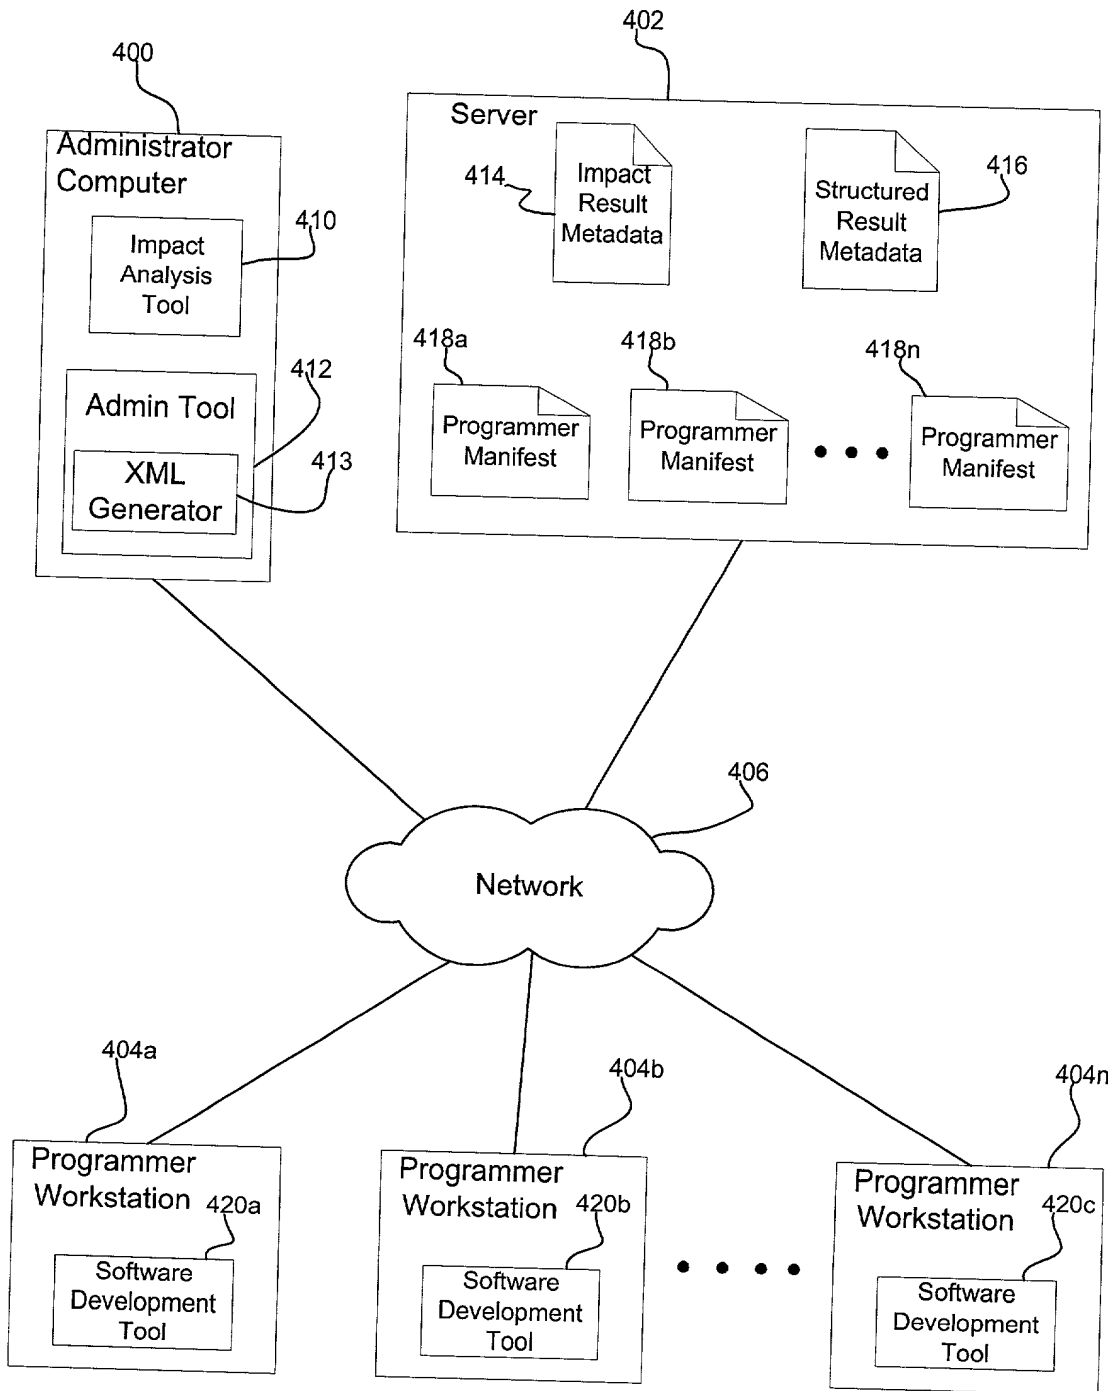 400
402
Administrator
Computer
410
Impact
Analysis
Tool
412
Admin Tool
413
XML
Generator
Server
414
Impact
Result
Metadata
416
Structured
Result
Metadata
418a
Programmer
Manifest
418b
Programmer
Manifest
418n
Programmer
Manifest
406
Network
404a
Programmer
Workstation
420a
Software
Development
Tool
404b
Programmer
Workstation
420b
Software
Development
Tool
404n
Programmer
Workstation
420c
Software
Development
Tool